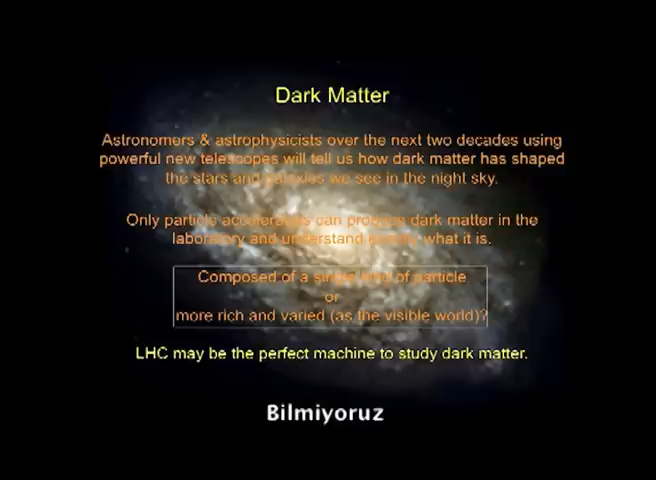 Dark Matter
Astronomers & astrophysicists over the next two decades using
powerful new telescopes will tell us how dark matter has shaped
the stars and galaxies we see in the night sky.
Only particle accelerators can produce dark matter in the
laboratory and understand exactly what it is.
Composed of a single kind of particle
or
more rich and varied (as the visible world)?
LHC may be the perfect machine to study dark matter.
Bilmiyoruz